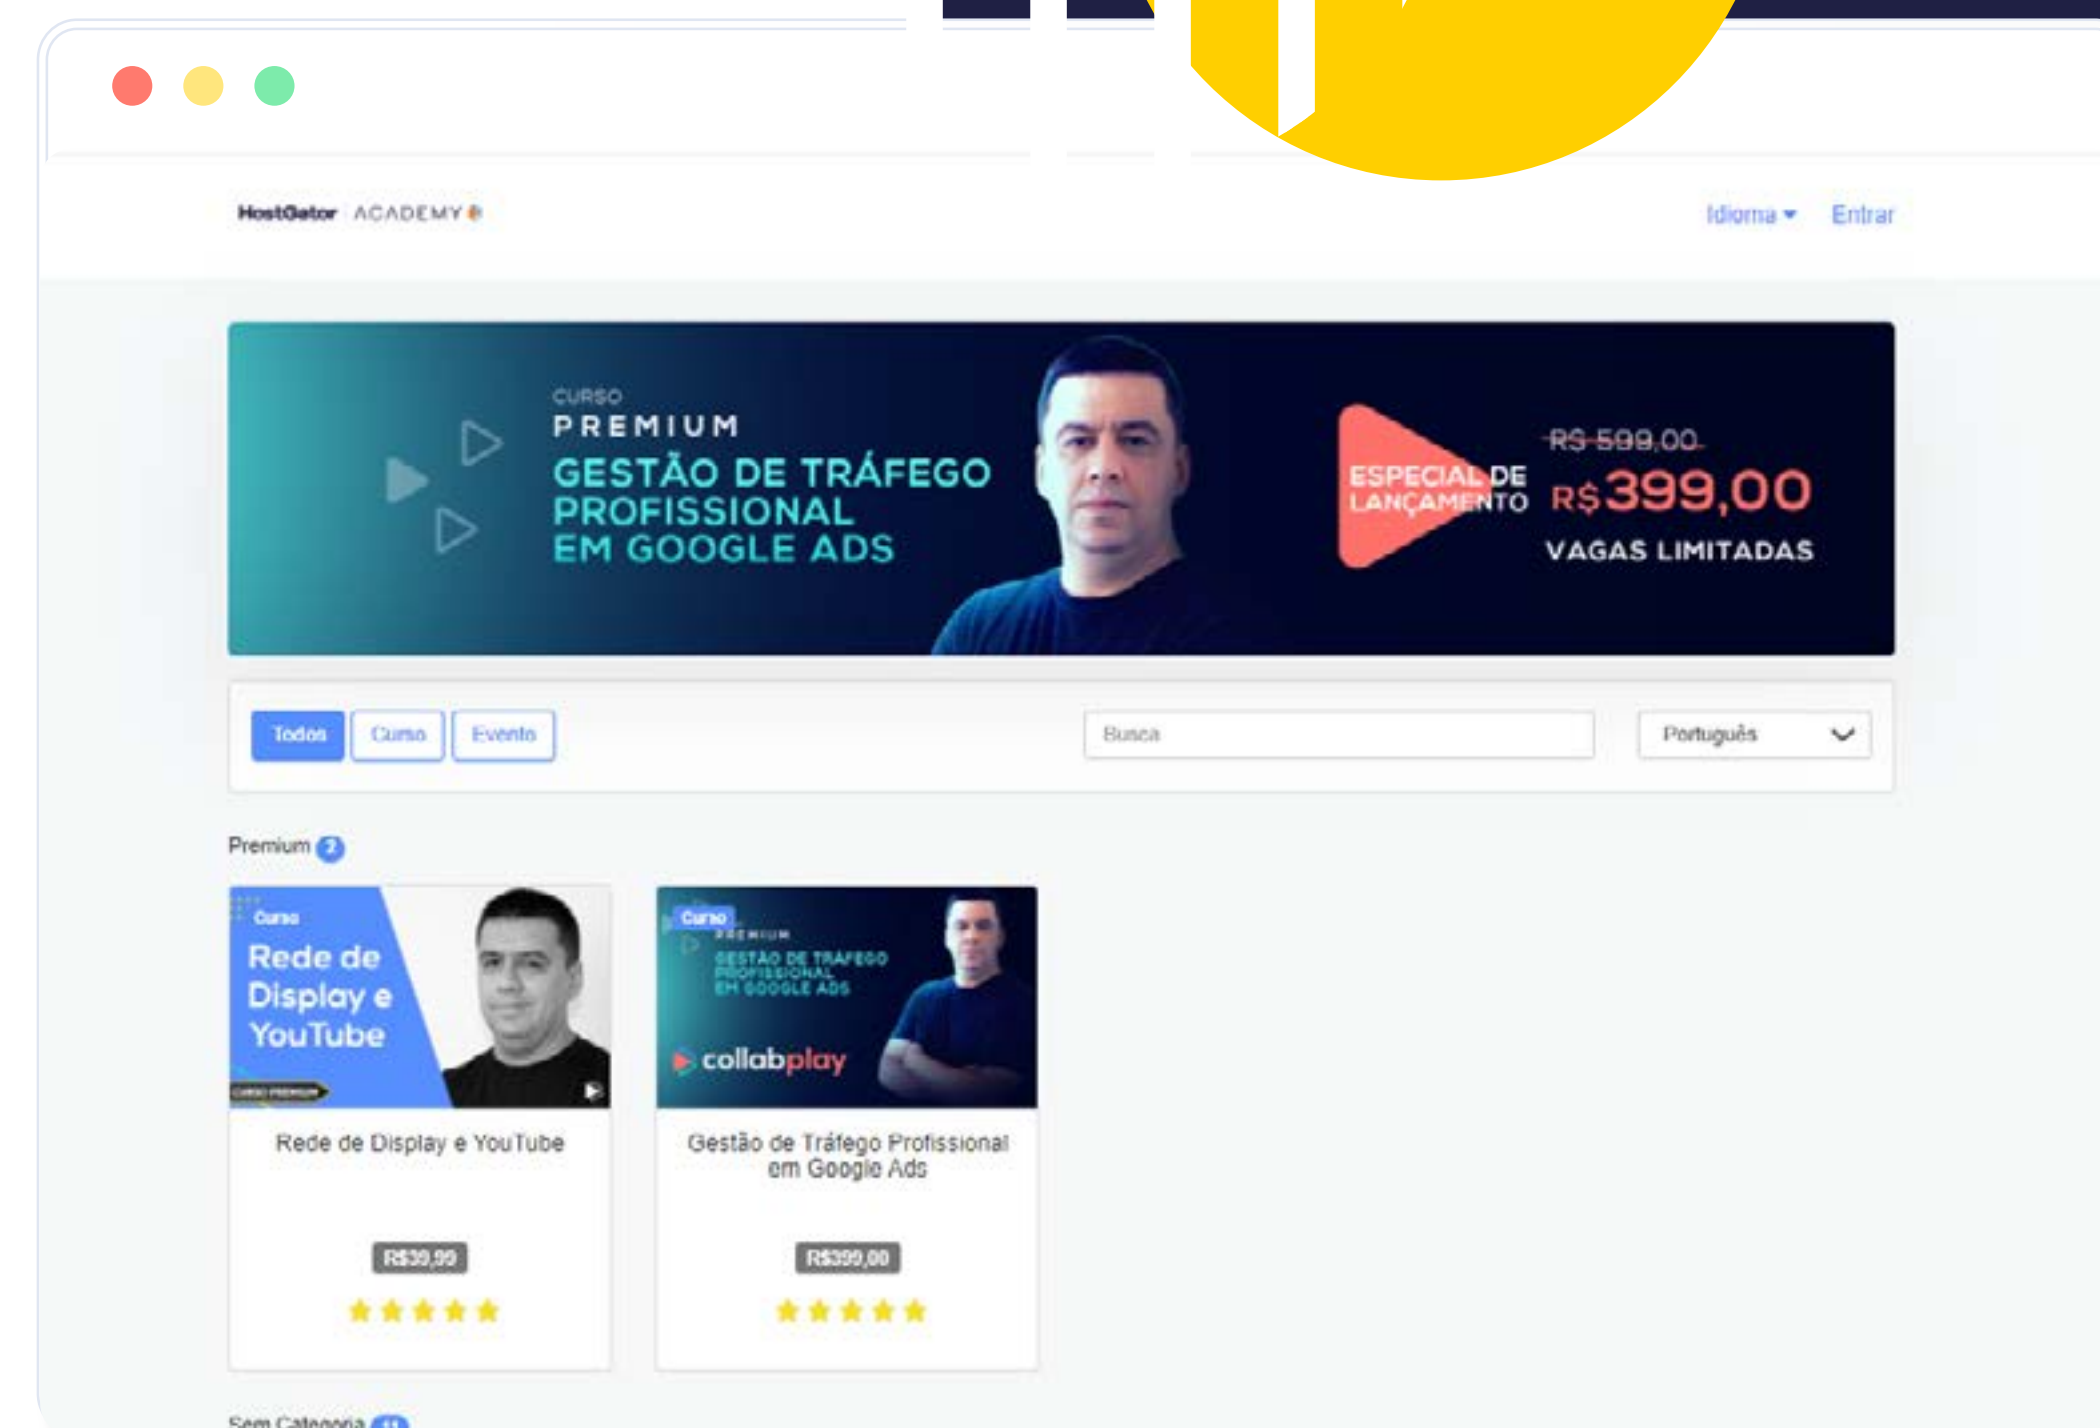 HostGator ACADEMY
Idioma Entrar
CURSO
PREMIUM
GESTÃO DE TRÁFEGO
PROFISSIONAL
EM GOOGLE ADS
ESPECIAL DE
LANÇAMENTO
R$ 599,00
R$399,00
VAGAS LIMITADAS
Todos Curso Evento Busca Português
Premium 2
Curso
Rede de
Display e
YouTube
CURSO PREMIUM
Curso
PREMIUM
GESTÃO DE TRÁFEGO
PROFISSIONAL
EM GOOGLE ADS
collabplay
Rede de Display e YouTube
R$39,99
Gestão de Tráfego Profissional
em Google Ads
R$399,00
Sem Categoria 11